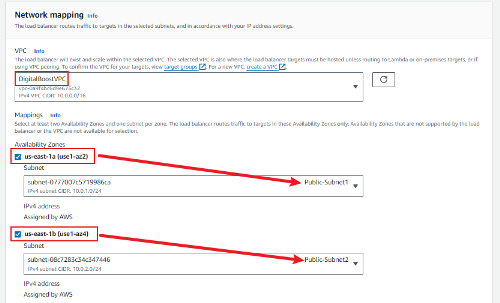 Network mapping Info
The load balancer routes traffic to targets in the selected subnets, and in accordance with your IP address settings.
VPC Info
The load balancer will exist and scale within the selected VPC. The selected VPC is also where the load balancer targets must be hosted unless routing to Lambda or on-premises targets, or if
using VPC peering. To confirm the VPC for your targets, view target groups. For a new VPC, create a VPC.
DigitalBoostVPC
IPv4 VPC CIDR: 10.0.0.0/16
Mappings
Select at least two Availability Zones and one subnet per zone. The load balancer routes traffic to targets in these Availability Zones only. Availability Zones that are not supported by the load
balancer or the VPC are not available for selection.
Availability Zones
us-east-1a (use1-az2)
Subnet
subnet-0777007c5719986ca Public-Subnet1
IPv4 subnet CIDR: 10.0.1.0/24
IPv4 address
Assigned by AWS
us-east-1b (use1-az4)
Subnet
subnet-08c7283c34c347446 Public-Subnet2
IPv4 subnet CIDR: 10.0.2.0/24
IPv4 address
Assigned by AWS